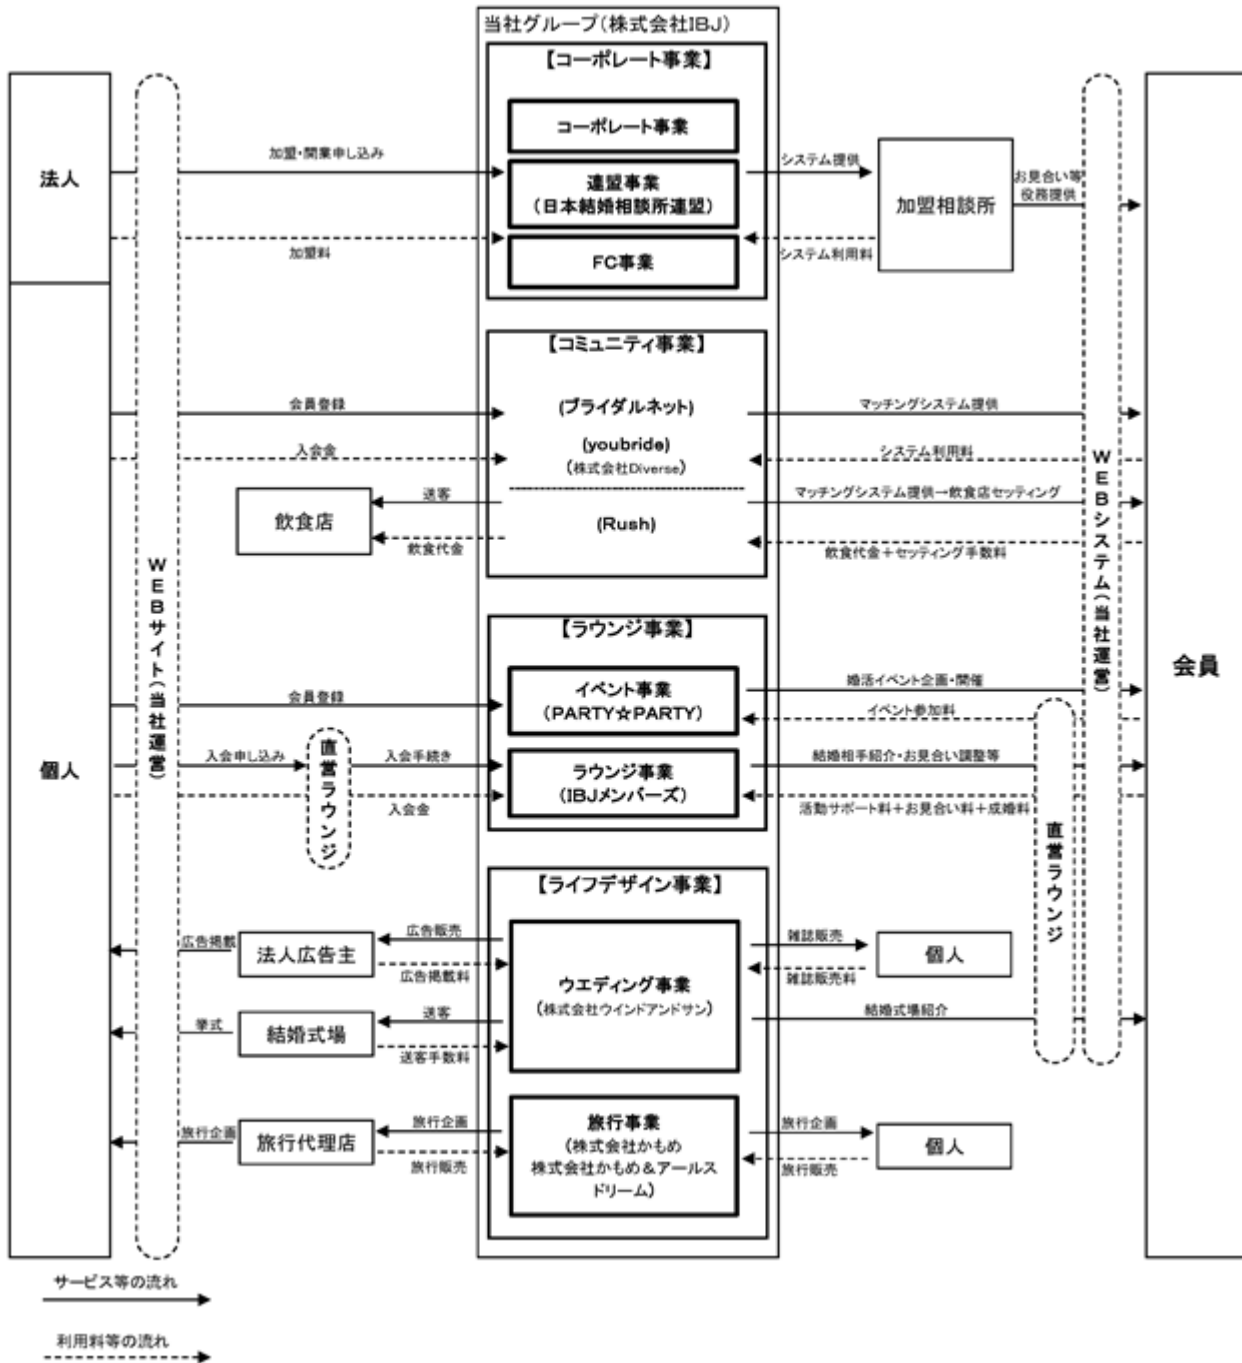 当社グループ(株式会社IBJ)
【コーポレート事業】
コーポレート事業
連盟事業
(日本結婚相談所連盟)
FC事業
法人
加盟・開業申し込み
加盟料
システム提供
システム利用料
加盟相談所
お見合い等
役務提供
【コミュニティ事業】
(ブライダルネット)
(youbride)
(株式会社Diverse)
(Rush)
会員登録
入会金
送客
飲食代金
飲食店
マッチングシステム提供
システム利用料
マッチングシステム提供→飲食店セッティング
飲食代金+セッティング手数料
WEBサイト(当社運営)
WEBシステム(当社運営)
会員
個人
【ラウンジ事業】
イベント事業
(PARTY☆PARTY)
ラウンジ事業
(IBJメンバーズ)
会員登録
入会申し込み
直営ラウンジ
入会手続き
入会金
婚活イベント企画・開催
イベント参加料
結婚相手紹介・お見合い調整等
活動サポート料+お見合い料+成婚料
直営ラウンジ
【ライフデザイン事業】
ウエディング事業
(株式会社ウインドアンドサン)
広告掲載
法人広告主
広告販売
広告掲載料
挙式
結婚式場
送客
送客手数料
雑誌販売
雑誌販売料
個人
結婚式場紹介
旅行事業
(株式会社かもめ
株式会社かもめ&アールス
ドリーム)
旅行企画
旅行代理店
旅行企画
旅行販売
旅行企画
旅行販売
個人
サービス等の流れ
利用料等の流れ